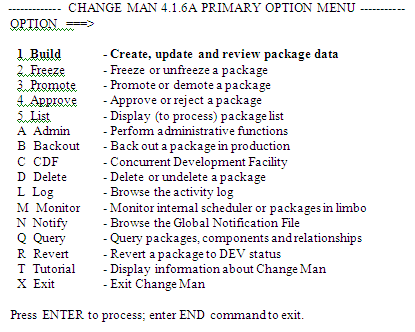 ------------- CHANGE MAN 4.1.6A PRIMARY OPTION MENU -----------
OPTION ===>
1 Build - Create, update and review package data
2 Freeze - Freeze or unfreeze a package
3 Promote - Promote or demote a package
4 Approve - Approve or reject a package
5 List - Display (to process) package list
A Admin - Perform administrative functions
B Backout - Back out a package in production
C CDF - Concurrent Development Facility
D Delete - Delete or undelete a package
L Log - Browse the activity log
M Monitor - Monitor internal scheduler or packages in limbo
N Notify - Browse the Global Notification File
Q Query - Query packages, components and relationships
R Revert - Revert a package to DEV status
T Tutorial - Display information about Change Man
X Exit - Exit Change Man
Press ENTER to process; enter END command to exit.